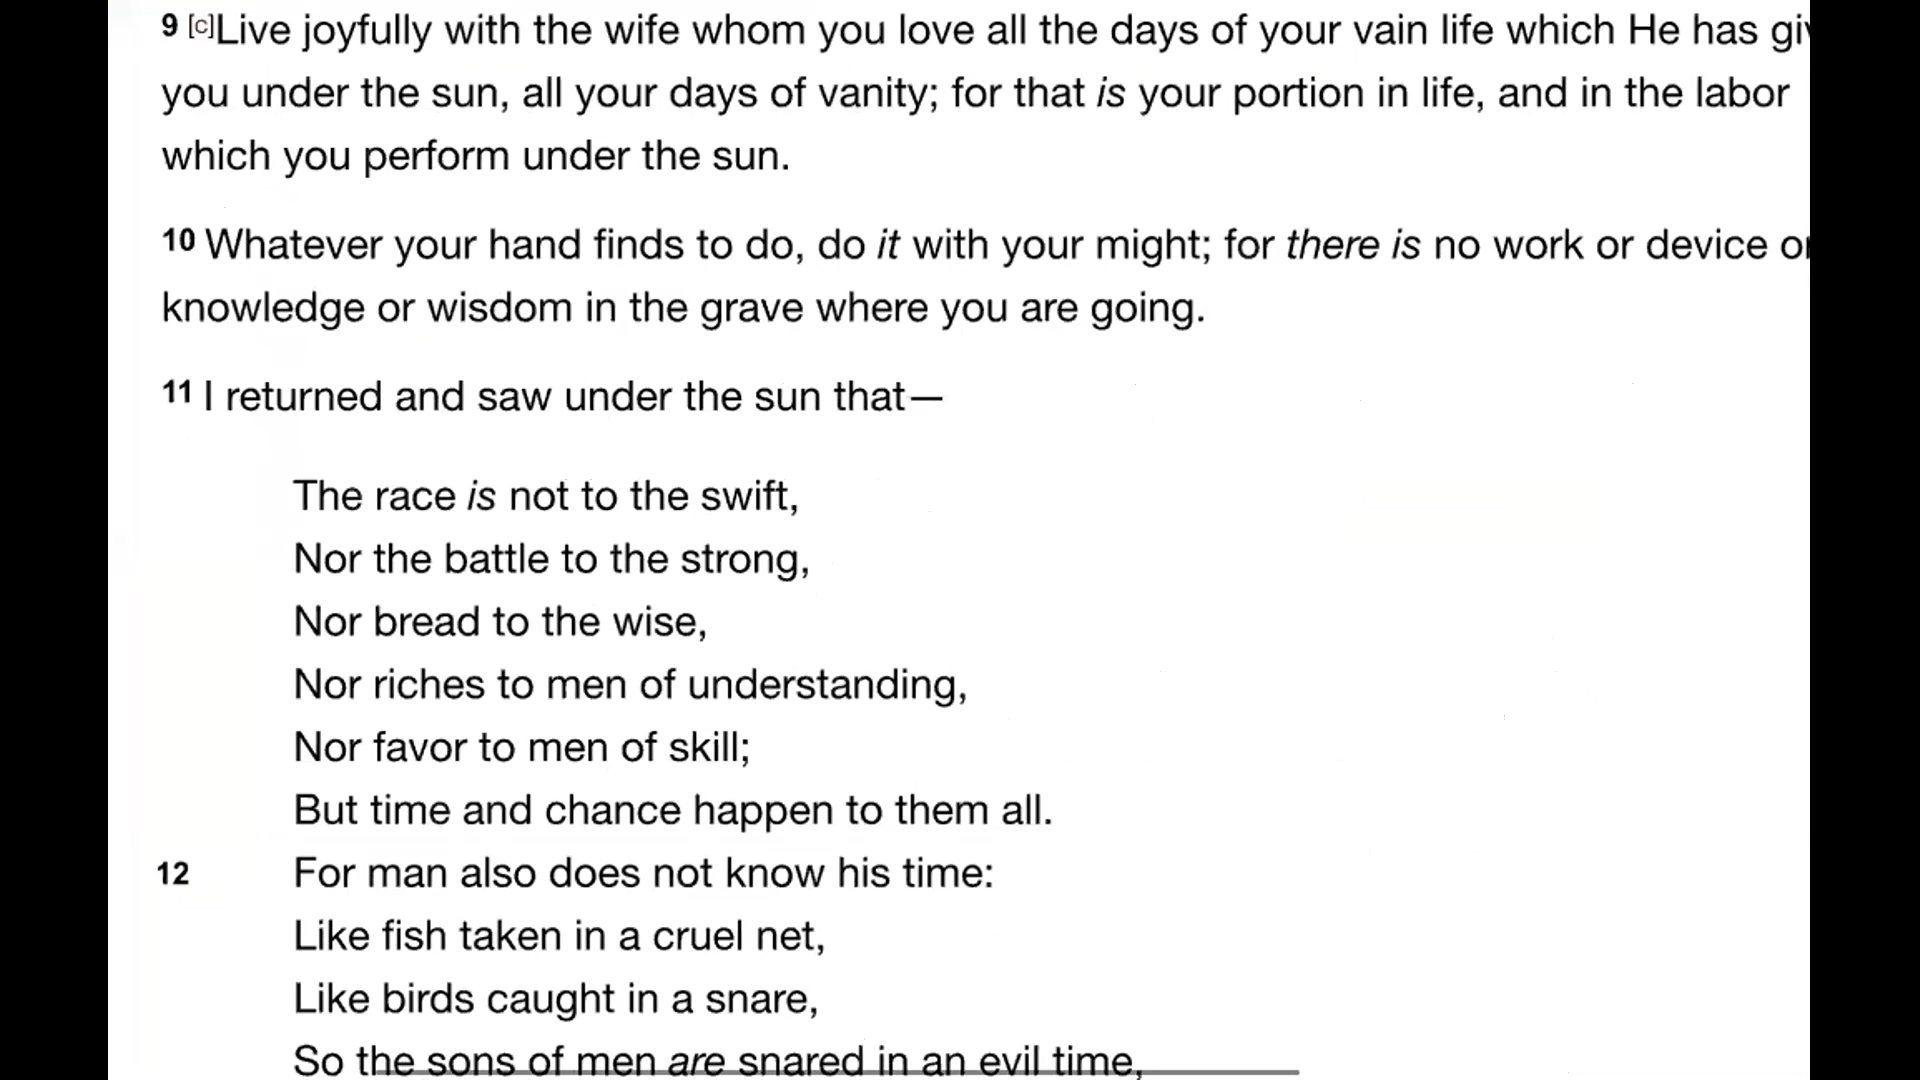 9 [c]Live joyfully with the wife whom you love all the days of your vain life which He has
you under the sun, all your days of vanity; for that is your portion in life, and in the labor
which you perform under the sun.
10 Whatever your hand finds to do, do it with your might; for there is no work or device or
knowledge or wisdom in the grave where you are going.
11 I returned and saw under the sun that—
The race is not to the swift,
Nor the battle to the strong,
Nor bread to the wise,
Nor riches to men of understanding,
Nor favor to men of skill;
But time and chance happen to them all.
12 For man also does not know his time:
Like fish taken in a cruel net,
Like birds caught in a snare,
So the sons of men are snared in an evil time,